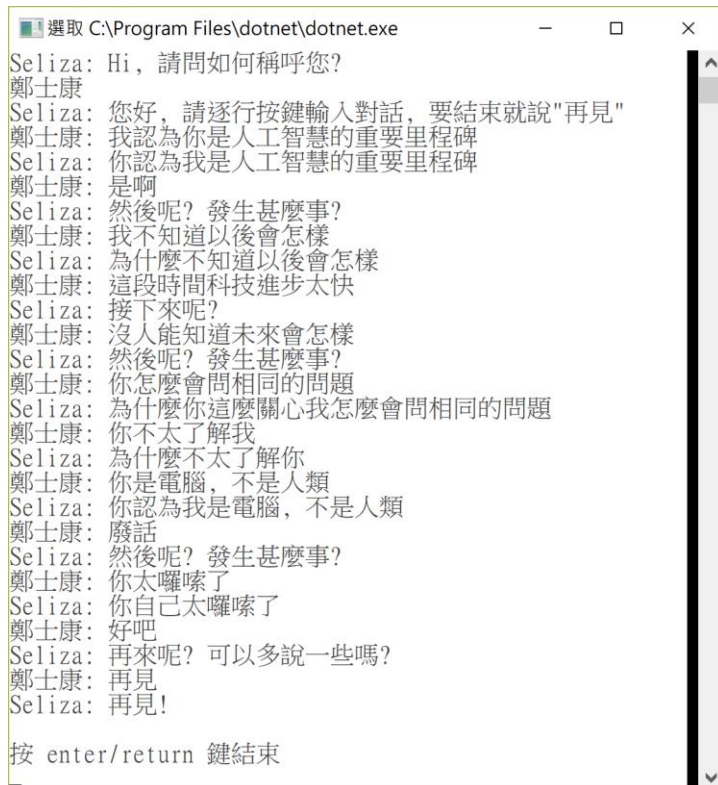 選取 C:\Program Files\dotnet\dotnet.exe
Seliza: Hi, 請問如何稱呼您?
鄭士康
Seliza: 您好, 請逐行按鍵輸入對話, 要結束就說"再見"
鄭士康: 我認為你是人工智慧的重要里程碑
Seliza: 你認為我是人工智慧的重要里程碑
鄭士康: 是啊
Seliza: 然後呢? 發生甚麼事?
鄭士康: 我不知道以後會怎樣
Seliza: 為什麼不知道以後會怎樣
鄭士康: 這段時間科技進步太快
Seliza: 接下來呢?
鄭士康: 沒人能知道未來會怎樣
Seliza: 然後呢? 發生甚麼事?
鄭士康: 你怎麼會問相同的問題
Seliza: 為什麼你這麼關心我怎麼會問相同的問題
鄭士康: 你不太了解我
Seliza: 為什麼不太了解你
鄭士康: 你是電腦, 不是人類
Seliza: 你認為我是電腦, 不是人類
鄭士康: 廢話
Seliza: 然後呢? 發生甚麼事?
鄭士康: 你太囉嗦了
Seliza: 你自己太囉嗦了
鄭士康: 好吧
Seliza: 再來呢? 可以多說一些嗎?
鄭士康: 再見
Seliza: 再見!
按 enter/return 鍵結束